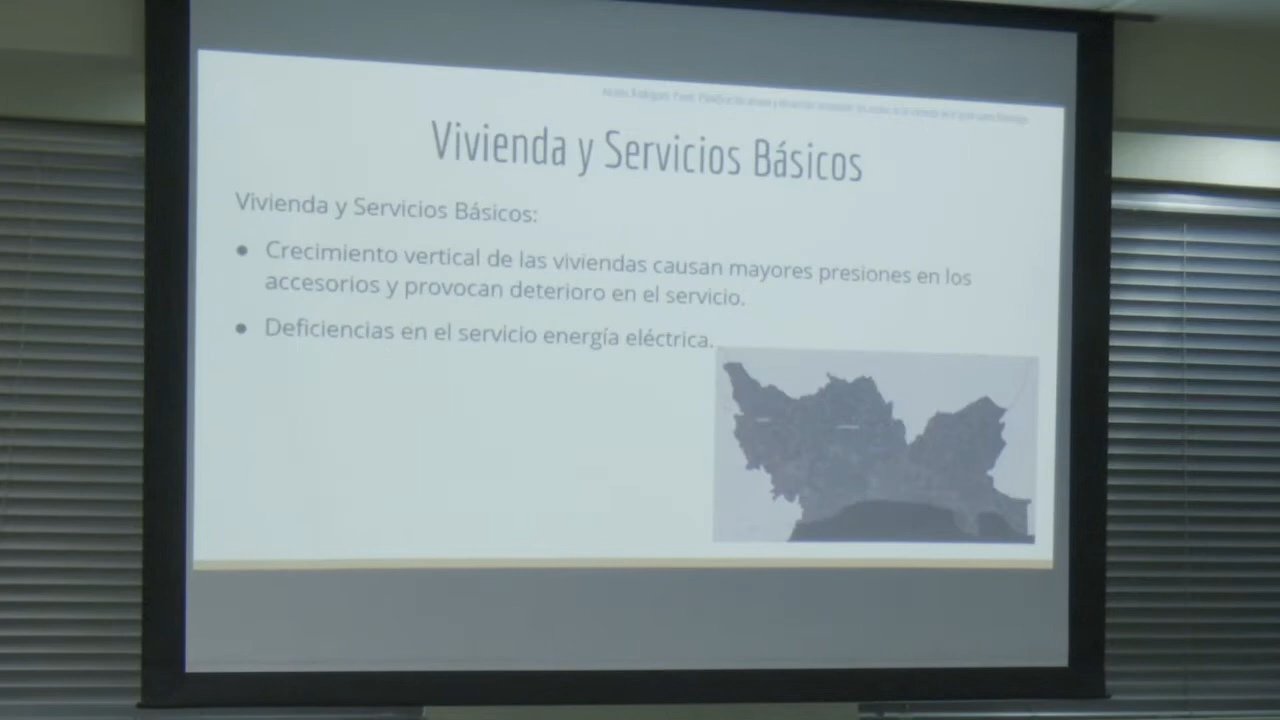 Vivienda y Servicios Básicos
Vivienda y Servicios Básicos:
● Crecimiento vertical de las viviendas causan mayores presiones en los
accesorios y provocan deterioro en el servicio.
● Deficiencias en el servicio energía eléctrica.